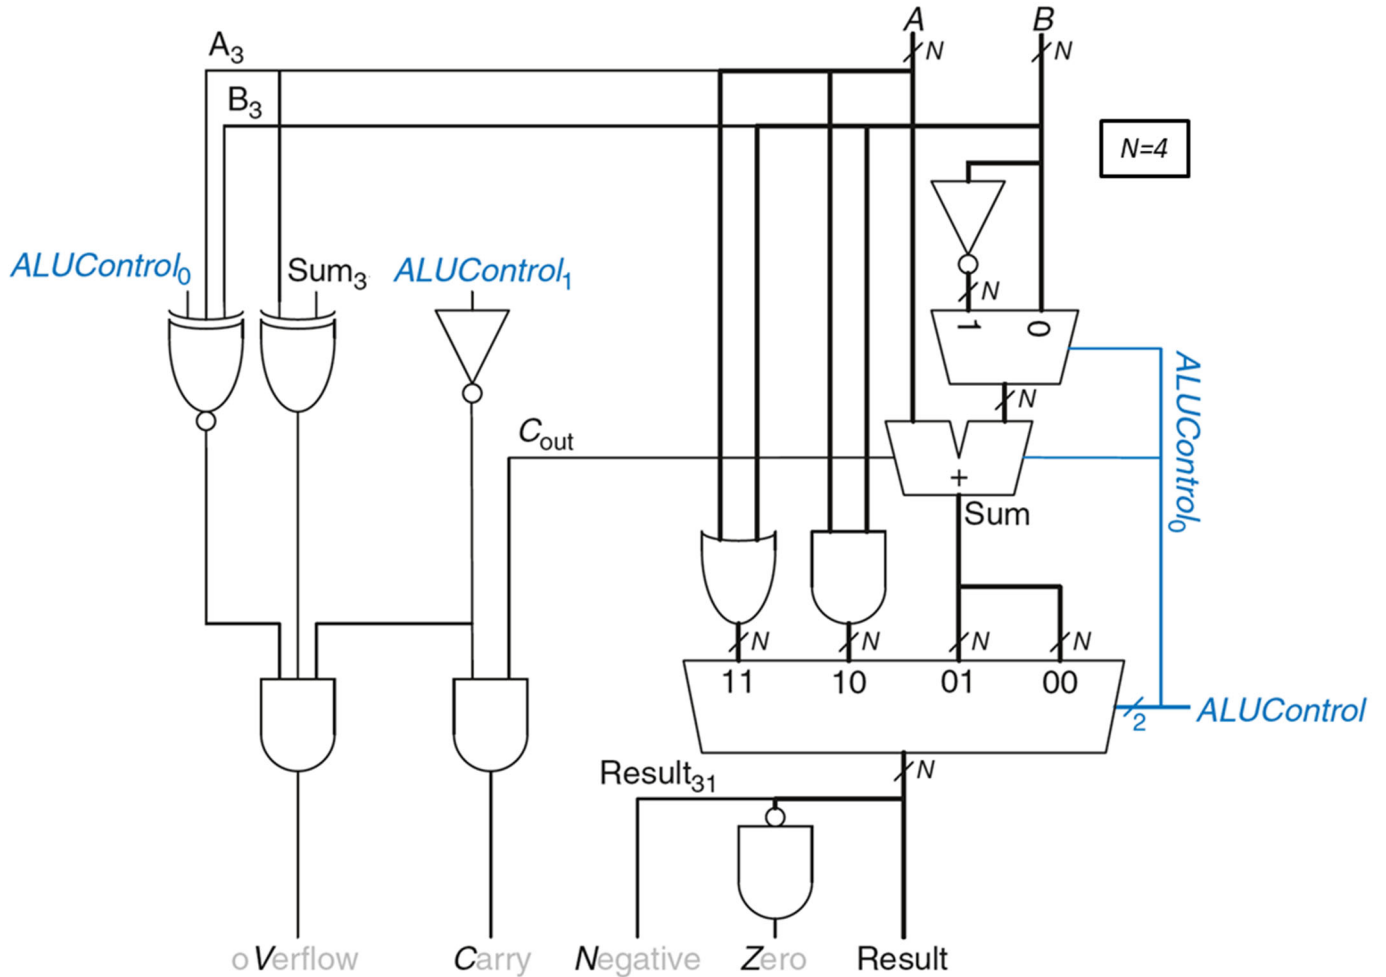 A B
A3 N N
B3
N=4
ALUControl0 Sum3 ALUControl1
N
1 0
ALUControl0
N
Cout
+
Sum
N N N N
11 10 01 00
2 ALUControl
Result31 N
oVerflow Carry Negative Zero Result